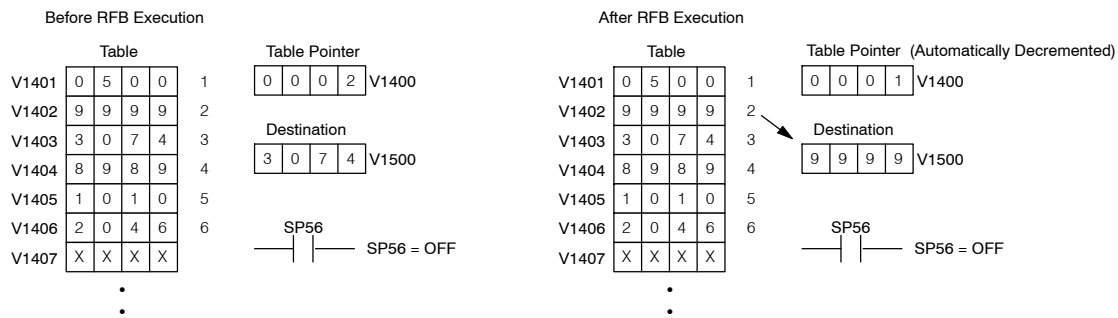 Before RFB Execution
Table
V1401 0 5 0 0 1
V1402 9 9 9 9 2
V1403 3 0 7 4 3
V1404 8 9 8 9 4
V1405 1 0 1 0 5
V1406 2 0 4 6 6
V1407 X X X X
Table Pointer
0 0 0 2 V1400
Destination
3 0 7 4 V1500
SP56
SP56 = OFF
After RFB Execution
Table
V1401 0 5 0 0 1
V1402 9 9 9 9 2
V1403 3 0 7 4 3
V1404 8 9 8 9 4
V1405 1 0 1 0 5
V1406 2 0 4 6 6
V1407 X X X X
Table Pointer (Automatically Decremented)
0 0 0 1 V1400
Destination
9 9 9 9 V1500
SP56
SP56 = OFF